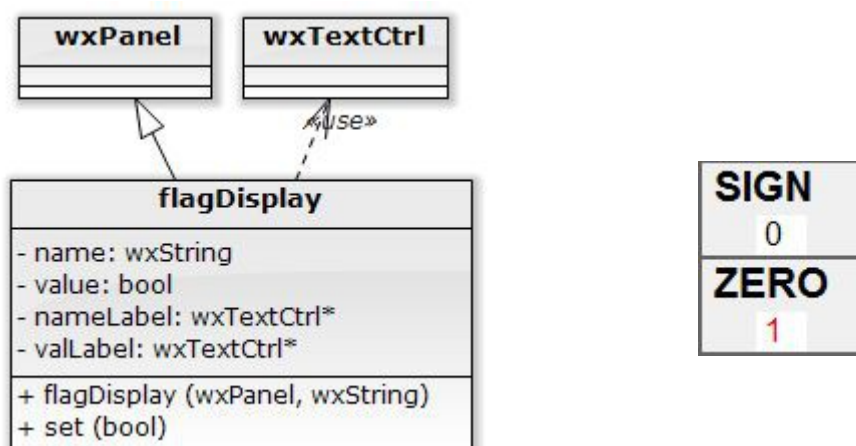 wxPanel
wxTextCtrl
«use»
flagDisplay
- name: wxString
- value: bool
- nameLabel: wxTextCtrl*
- valLabel: wxTextCtrl*
+ flagDisplay (wxPanel, wxString)
+ set (bool)
SIGN
0
ZERO
1